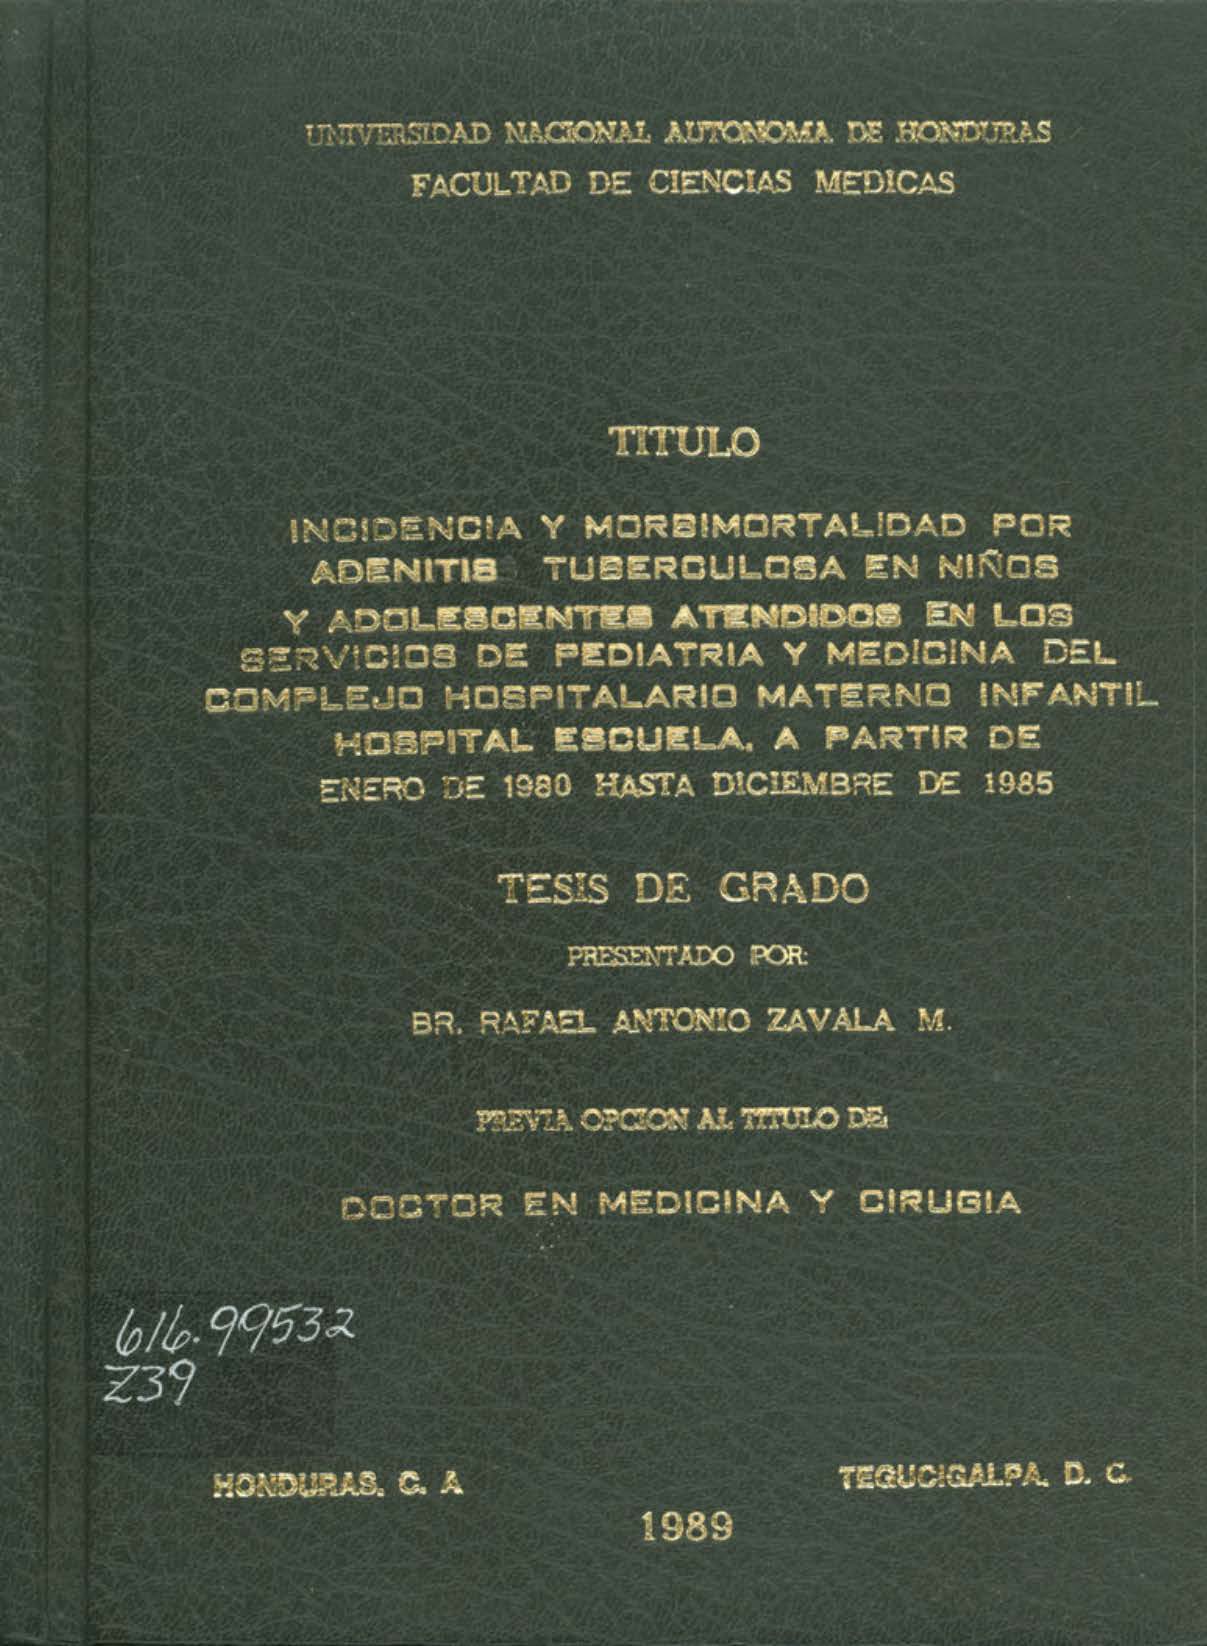 UNIVERSIDAD NACIONAL AUTONOMA DE HONDURAS
FACULTAD DE CIENCIAS MEDICAS
TITULO
INCIDENCIA Y MORBIMORTALIDAD POR
ADENITIS TUBERCULOSA EN NIÑOS
Y ADOLESCENTES ATENDIDOS EN LOS
SERVICIOS DE PEDIATRIA Y MEDICINA DEL
COMPLEJO HOSPITALARIO MATERNO INFANTIL
HOSPITAL ESCUELA, A PARTIR DE
ENERO DE 1980 HASTA DICIEMBRE DE 1985
TESIS DE GRADO
PRESENTADO POR:
BR. RAFAEL ANTONIO ZAVALA M.
PREVIA OPCION AL TITULO DE:
DOCTOR EN MEDICINA Y CIRUGIA
616.99532
Z39
HONDURAS, C. A TEGUCIGALPA, D. C.
1989